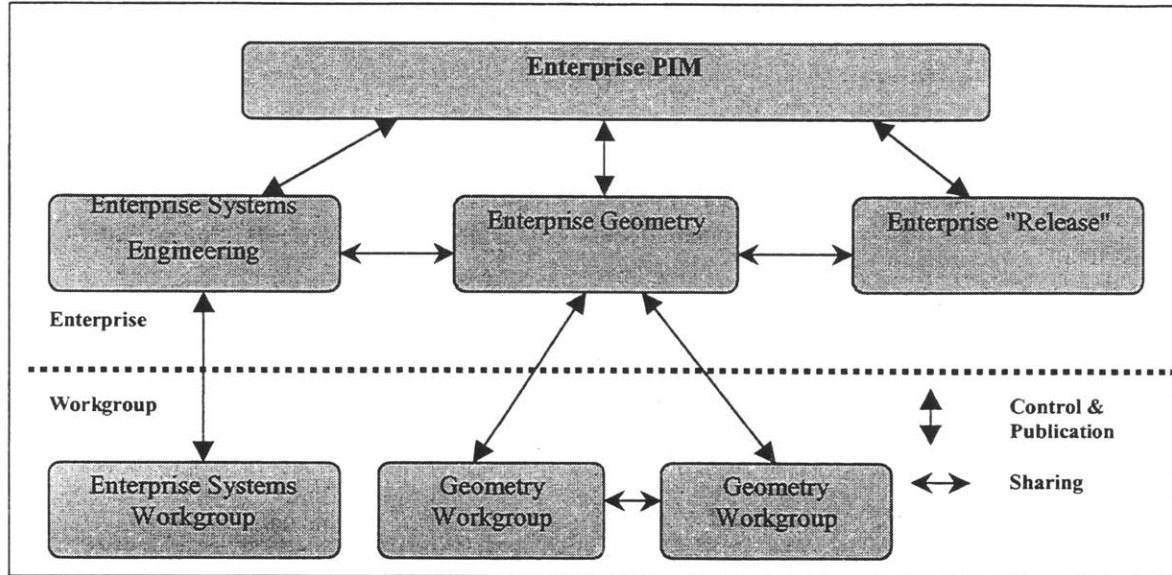 Enterprise PIM
Enterprise Systems
Engineering
Enterprise Geometry
Enterprise "Release"
Enterprise
Workgroup
Control &
Publication
Sharing
Enterprise Systems
Workgroup
Geometry
Workgroup
Geometry
Workgroup